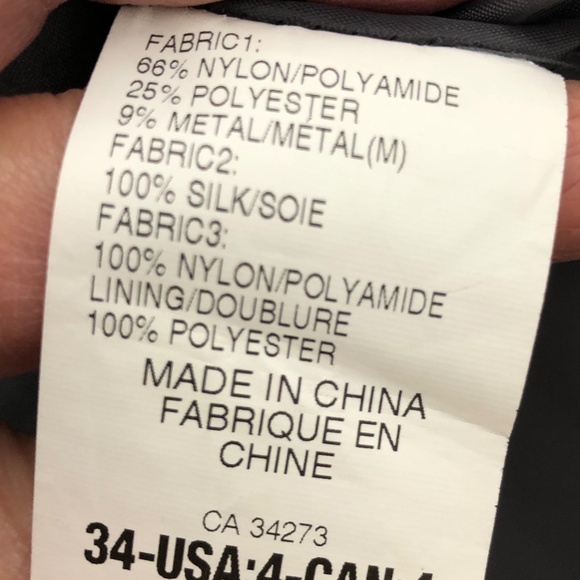 FABRIC1:
66% NYLON/POLYAMIDE
25% POLYESTER
9% METAL/METAL(M)
FABRIC2:
100% SILK/SOIE
FABRIC3:
100% NYLON/POLYAMIDE
LINING/DOUBLURE
100% POLYESTER
MADE IN CHINA
FABRIQUE EN
CHINE
CA 34273
34-USA:4-CAN